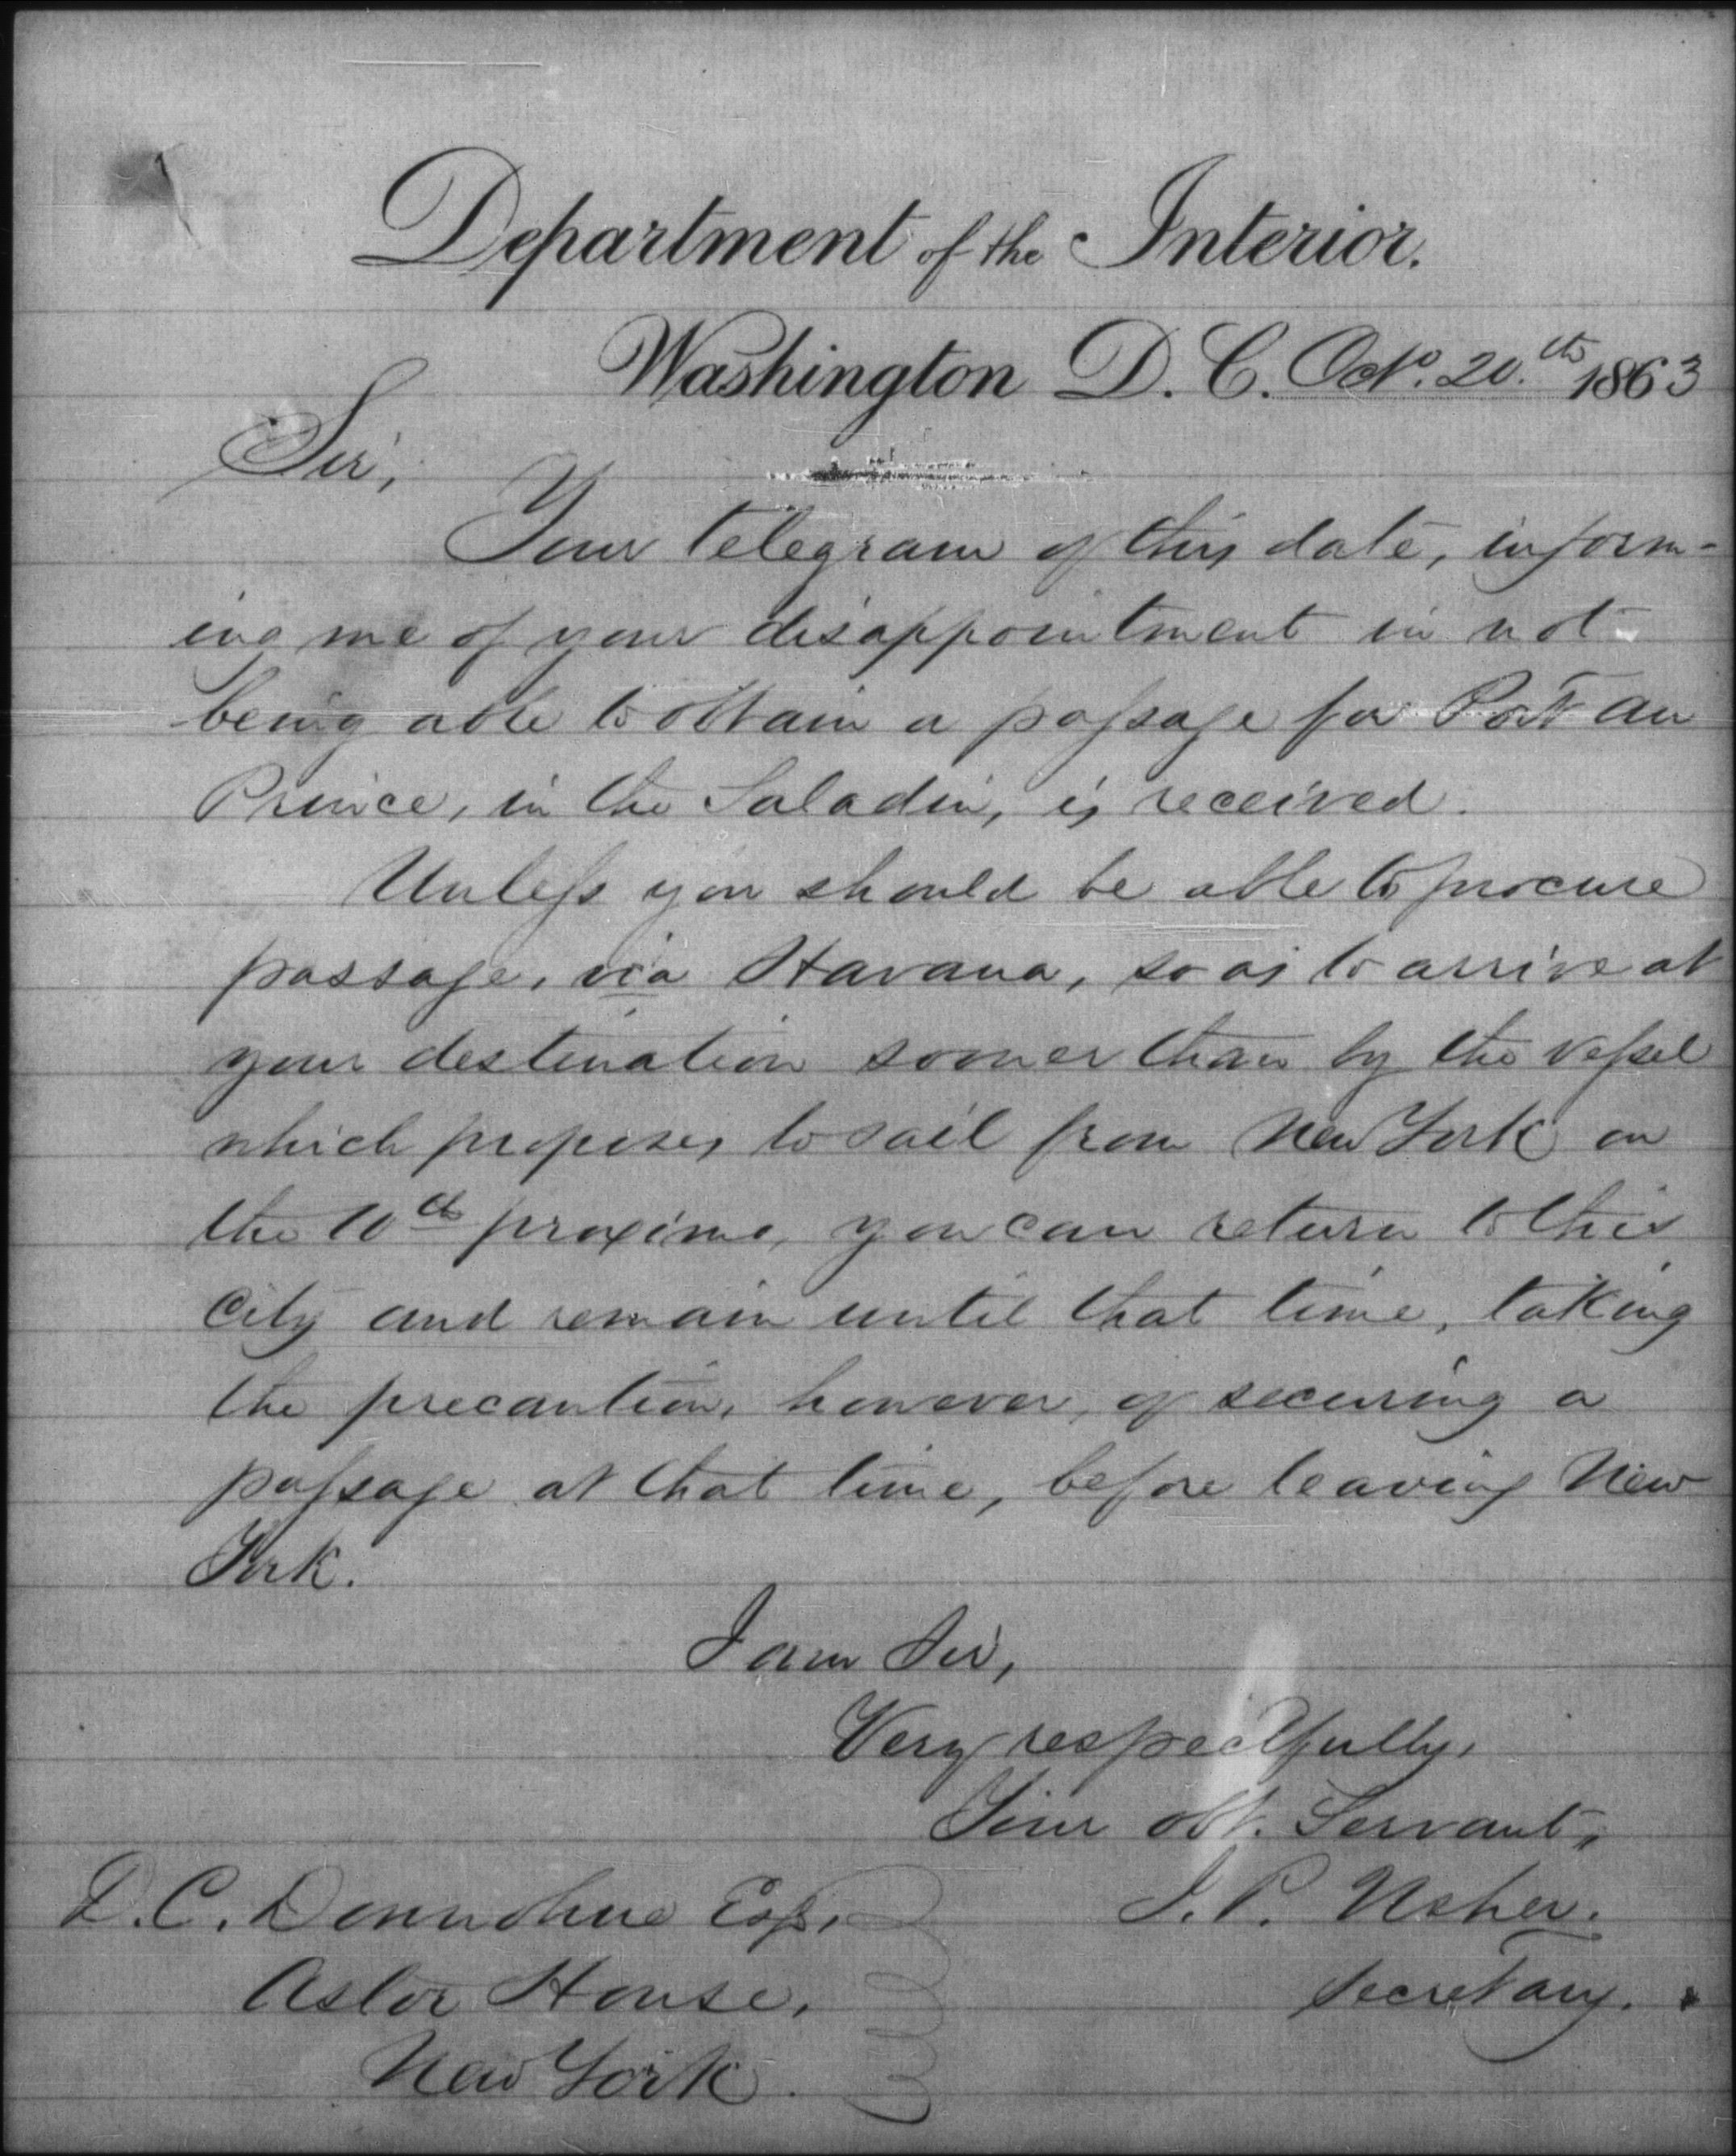 Department of the Interior.
Washington D. C. Octo. 20.th 1863
Sir,
Your telegram of this date, inform-
ing me of your disappointment in not
being able to obtain a passage for Port au
Prince, in the Saladin, is received.
Unless you should be able to procure
passage, via Havana, so as to arrive at
your destination sooner than by the vessel
which proposes to sail from New York on
the 10th proximo, you can return to this
City and remain until that time, taking
the precaution, however, of securing a
passage at that time, before leaving New
York.
I am Sir,
Very respectfully,
Your obt. Servant,
J. P. Usher.
Secretary.
D. C. Donnohue Esq.
Astor House,
New York.